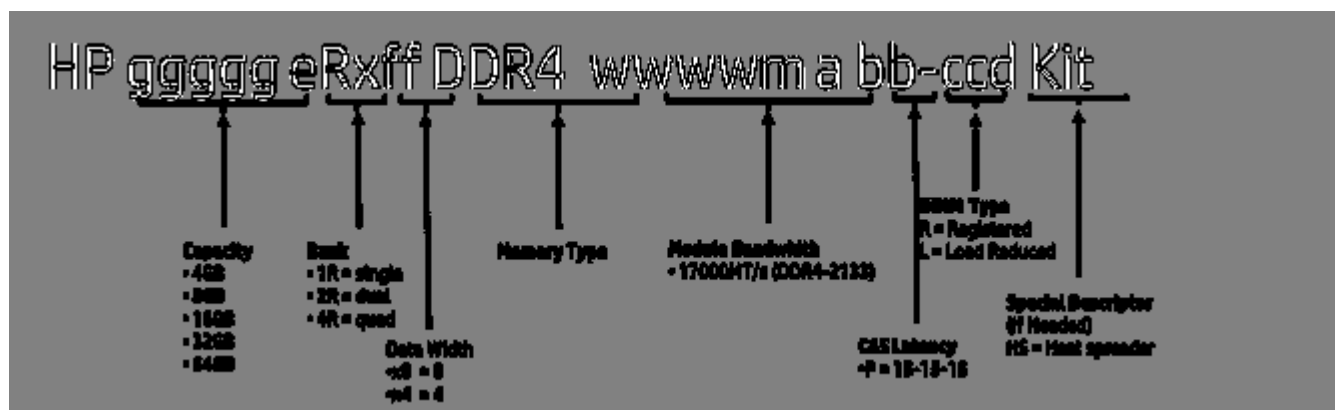 HP ggggg eRxff DDR4 wwwwm a bb-ccd Kit
Capacity
• 4GB
• 8GB
• 16GB
• 32GB
• 64GB
Rank
• 1R = single
• 2R = dual
• 4R = quad
Data Width
• x8 = 8
• x4 = 4
Memory Type
Module Bandwidth
• 17000MT/s (DDR4-2133)
CAS Latency
• P = 15-15-15
Type
R = Registered
L = Load Reduced
Special Descriptor
(if Needed)
HS = Heat spreader